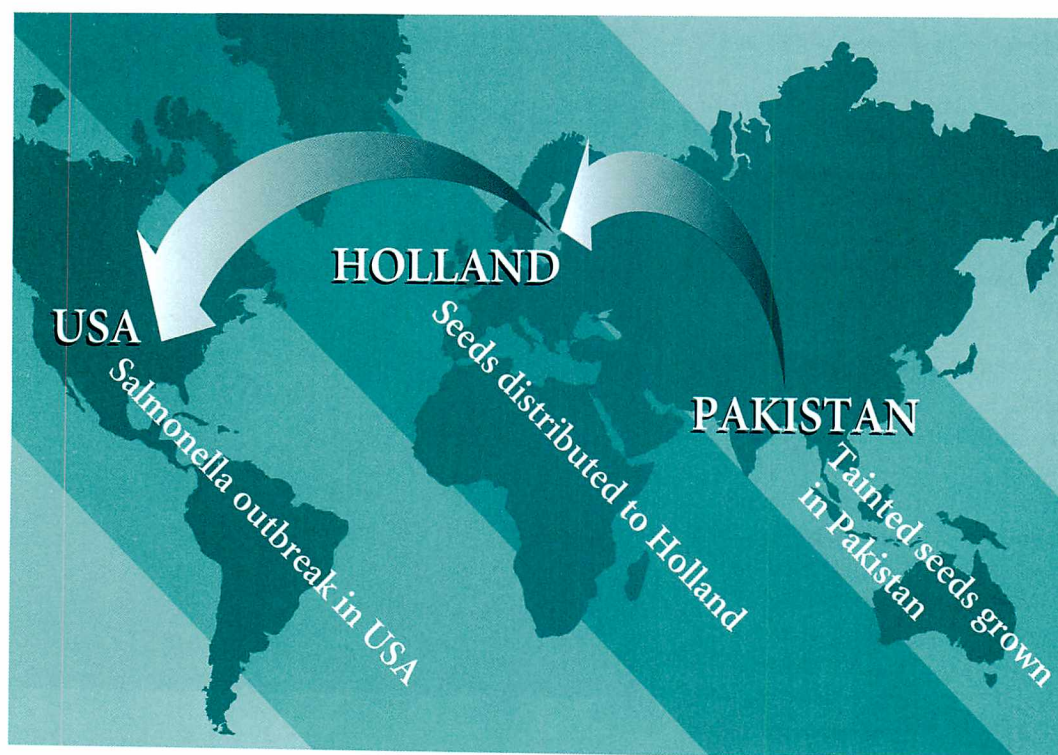 HOLLAND
Seeds distributed to Holland
USA
Salmonella outbreak in USA
PAKISTAN
Tainted seeds grown
in Pakistan